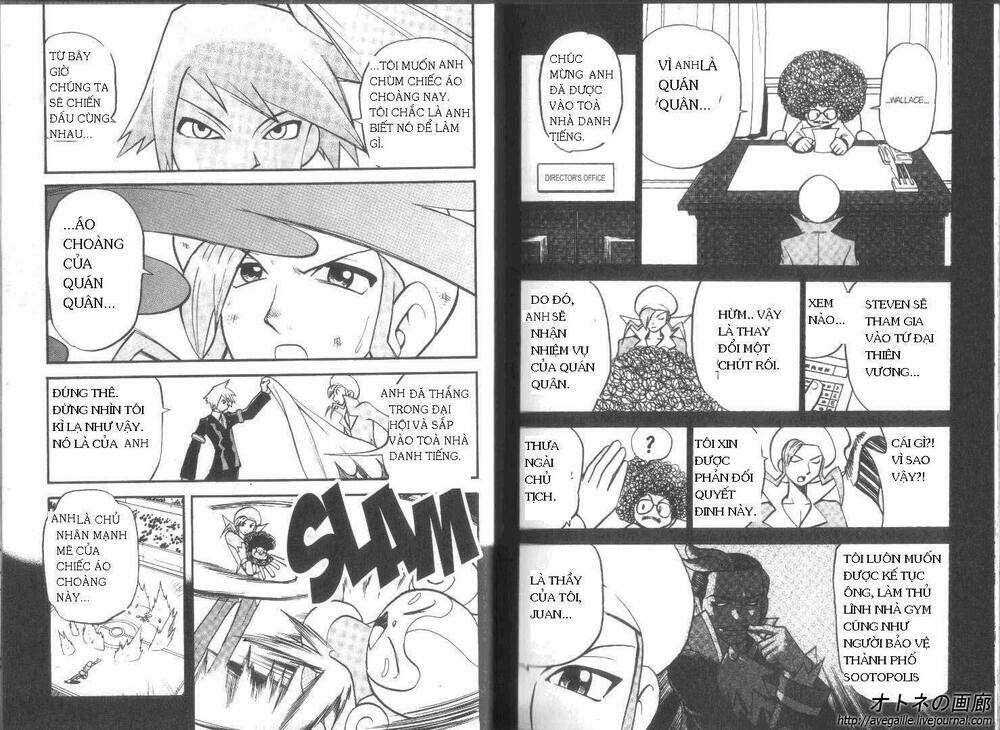 ...WALLACE...
VÌ ANH LÀ
QUÁN
QUÂN...
CHÚC
MỪNG ANH
ĐÃ ĐƯỢC
VÀO TOÀ
NHÀ DANH
TIẾNG.
DIRECTOR'S OFFICE
STEVEN SẼ
THAM GIA
VÀO TỨ ĐẠI
THIÊN
VƯƠNG...
XEM
NÀO...
HỪM.. VẬY
LÀ THAY
ĐỔI MỘT
CHÚT RỒI.
DO ĐÓ,
ANH SẼ
NHẬN
NHIỆM VỤ
CỦA QUÁN
QUÂN.
CÁI GÌ?!
VÌ SAO
VẬY?!
TÔI XIN
ĐƯỢC
PHẢN ĐỐI
QUYẾT
ĐINH NÀY.
?
THƯA
NGÀI
CHỦ
TỊCH.
TÔI LUÔN MUỐN
ĐƯỢC KẾ TỤC
ÔNG, LÀM THỦ
LĨNH NHÀ GYM
CŨNG NHƯ
NGƯỜI BẢO VỆ
THÀNH PHỐ
SOOTOPOLIS
LÀ THẦY
CỦA TÔI,
JUAN...
...TÔI MUỐN ANH
CHÙM CHIẾC ÁO
CHOÀNG NAY.
TÔI CHẮC LÀ ANH
BIẾT NÓ ĐỂ LÀM
GÌ.
TỪ BÂY
GIỜ
CHÚNG TA
SẼ CHIẾN
ĐẤU CÙNG
NHAU...
...ÁO
CHOÀNG
CỦA
QUÁN
QUÂN...
ANH ĐÃ THẮNG
TRONG ĐẠI
HỘI VÀ SẮP
VÀO TOÀ NHÀ
DANH TIẾNG.
ĐÚNG THẾ.
ĐỪNG NHÌN TÔI
KÌ LẠ NHƯ VẬY.
NÓ LÀ CỦA ANH
SLAM!
ANH LÀ CHỦ
NHÂN MẠNH
MẼ CỦA
CHIẾC ÁO
CHOÀNG
NÀY...
オトネの画廊
http://avegaille.livejournal.com/